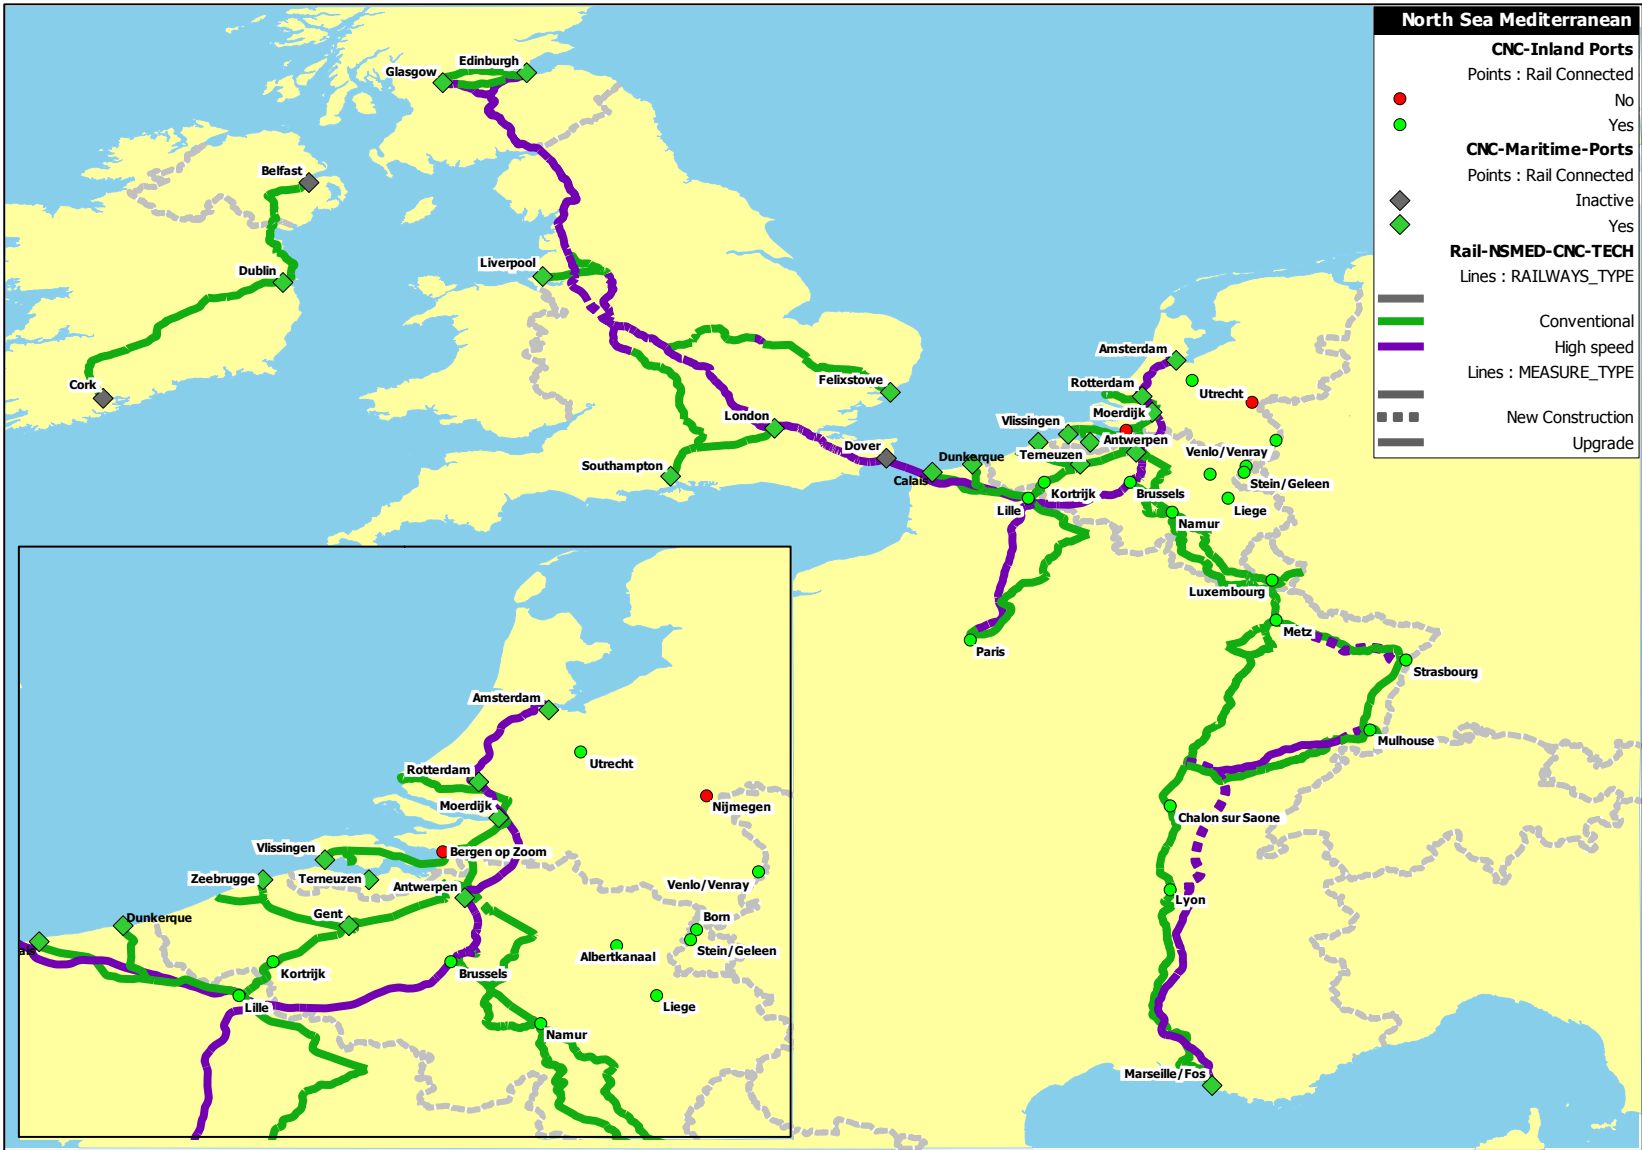 North Sea Mediterranean
CNC-Inland Ports
Points : Rail Connected
No
Yes
CNC-Maritime-Ports
Points : Rail Connected
Inactive
Yes
Rail-NSMED-CNC-TECH
Lines : RAILWAYS_TYPE
Conventional
High speed
Lines : MEASURE_TYPE
New Construction
Upgrade
Edinburgh
Glasgow
Belfast
Dublin
Cork
Liverpool
Felixstowe
London
Dover
Southampton
Amsterdam
Rotterdam
Utrecht
Moerdijk
Vlissingen
Antwerpen
Terneuzen
Venlo/Venray
Dunkerque
Calais
Stein/Geleen
Kortrijk
Brussels
Liege
Lille
Namur
Luxembourg
Metz
Paris
Strasbourg
Mulhouse
Chalon sur Saone
Lyon
Marseille/Fos
Amsterdam
Utrecht
Rotterdam
Nijmegen
Moerdijk
Bergen op Zoom
Vlissingen
Zeebrugge
Terneuzen
Antwerpen
Venlo/Venray
Dunkerque
Gent
Born
Stein/Geleen
Albertkanaal
ais
Kortrijk
Brussels
Lille
Liege
Namur